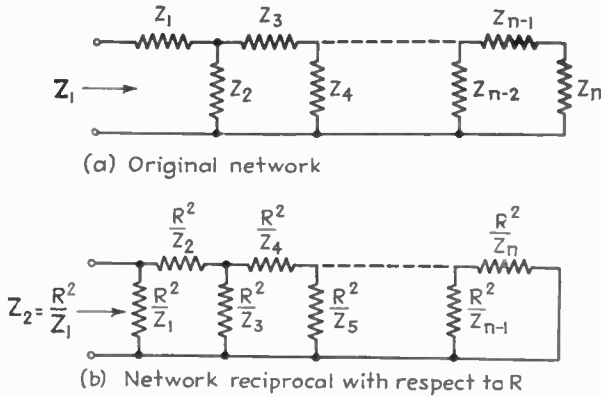 Z₁ Z₃ Zₙ₋₁
Z₁ Z₂ Z₄ Zₙ₋₂ Zₙ
(a) Original network
R²/Z₂ R²/Z₄ R²/Zₙ
Z₂ = R²/Z₁ R²/Z₁ R²/Z₃ R²/Z₅ R²/Zₙ₋₁
(b) Network reciprocal with respect to R